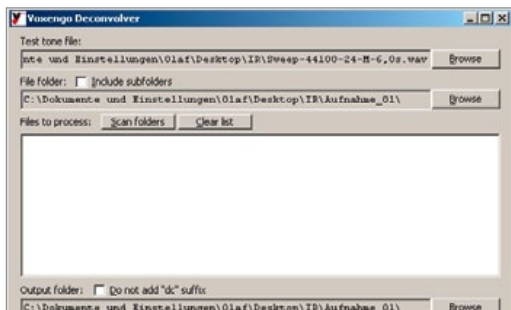 Voxengo Deconvolver
Test tone file:
nte und Einstellungen\Olaf\Desktop\IR\Sweep-44100-24-M-6,0s.wav Browse
File folder: Include subfolders
C:\Dokumente und Einstellungen\Olaf\Desktop\IR\Aufnahme_01\ Browse
Files to process: Scan folders Clear list
Output folder: Do not add "dc" suffix
C:\Dokumente und Einstellungen\Olaf\Desktop\IR\Aufnahme_01\ Browse